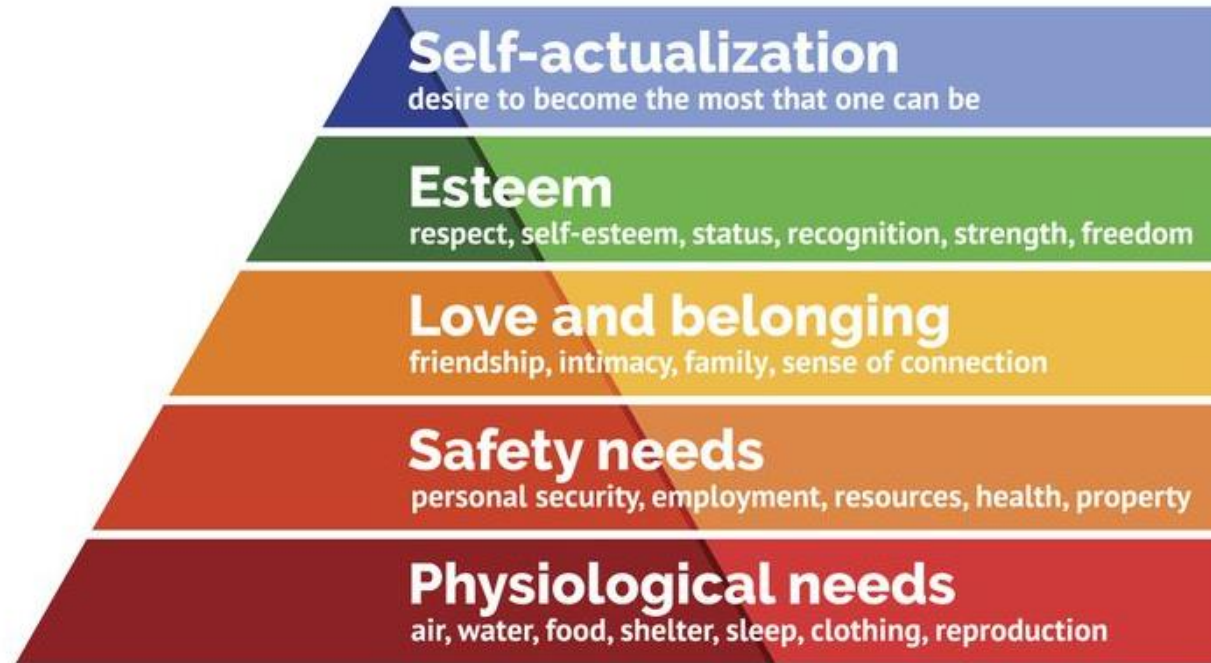 Self-actualization
desire to become the most that one can be
Esteem
respect, self-esteem, status, recognition, strength, freedom
Love and belonging
friendship, intimacy, family, sense of connection
Safety needs
personal security, employment, resources, health, property
Physiological needs
air, water, food, shelter, sleep, clothing, reproduction